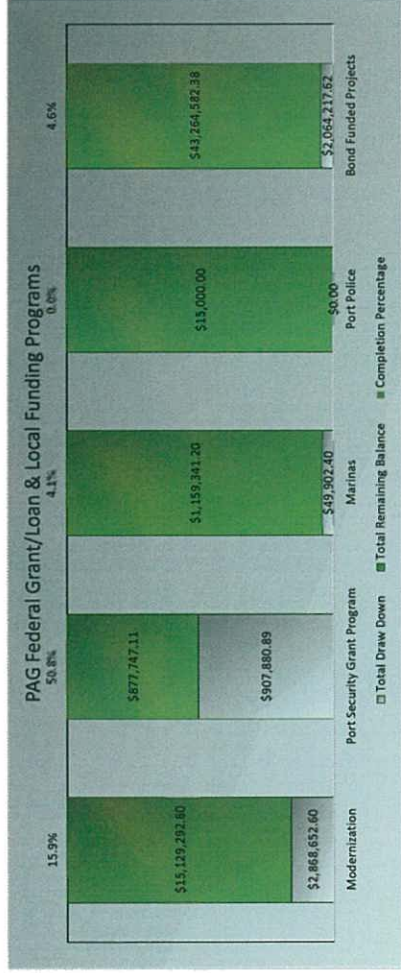 PAG Federal Grant/Loan & Local Funding Programs
15.9% 50.8% 4.1% 0.0% 4.6%
$15,129,292.60 $877,747.11 $1,159,341.20 $15,000.00 $43,264,582.38
$2,868,652.60 $907,880.89 $49,902.40 $0.00 $2,064,217.62
Modernization Port Security Grant Program Marinas Port Police Bond Funded Projects
Total Draw Down Total Remaining Balance Completion Percentage